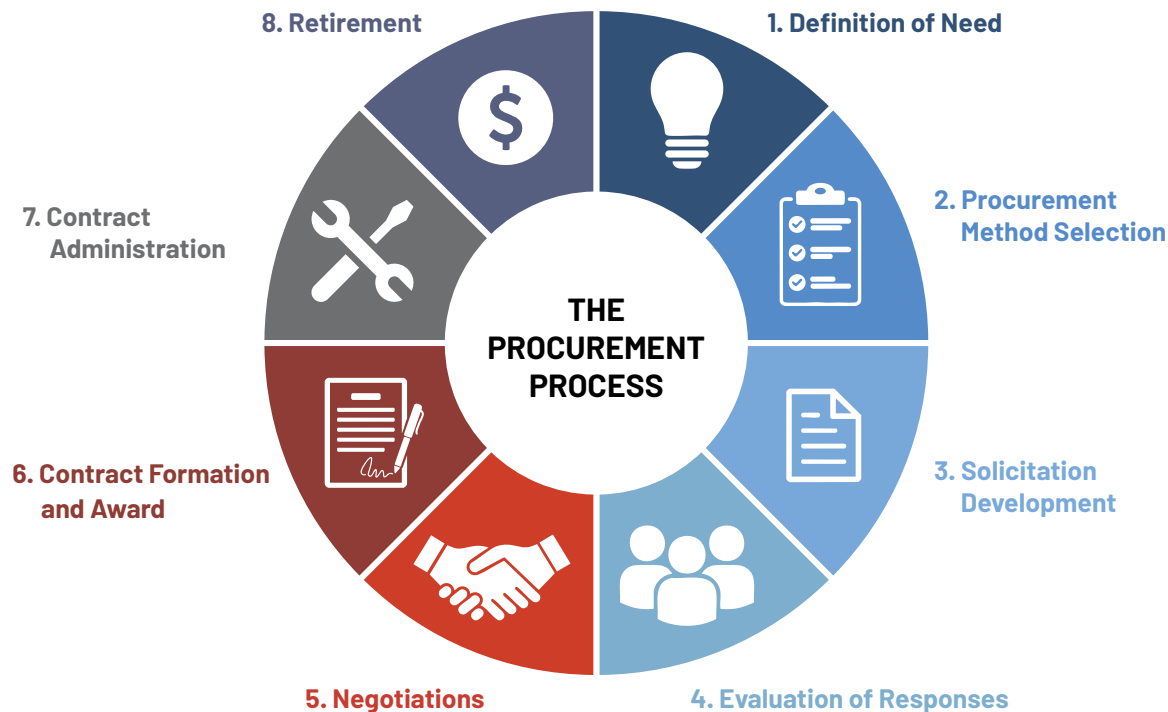 THE
PROCUREMENT
PROCESS
1. Definition of Need
2. Procurement
Method Selection
3. Solicitation
Development
4. Evaluation of Responses
5. Negotiations
6. Contract Formation
and Award
7. Contract
Administration
8. Retirement
$